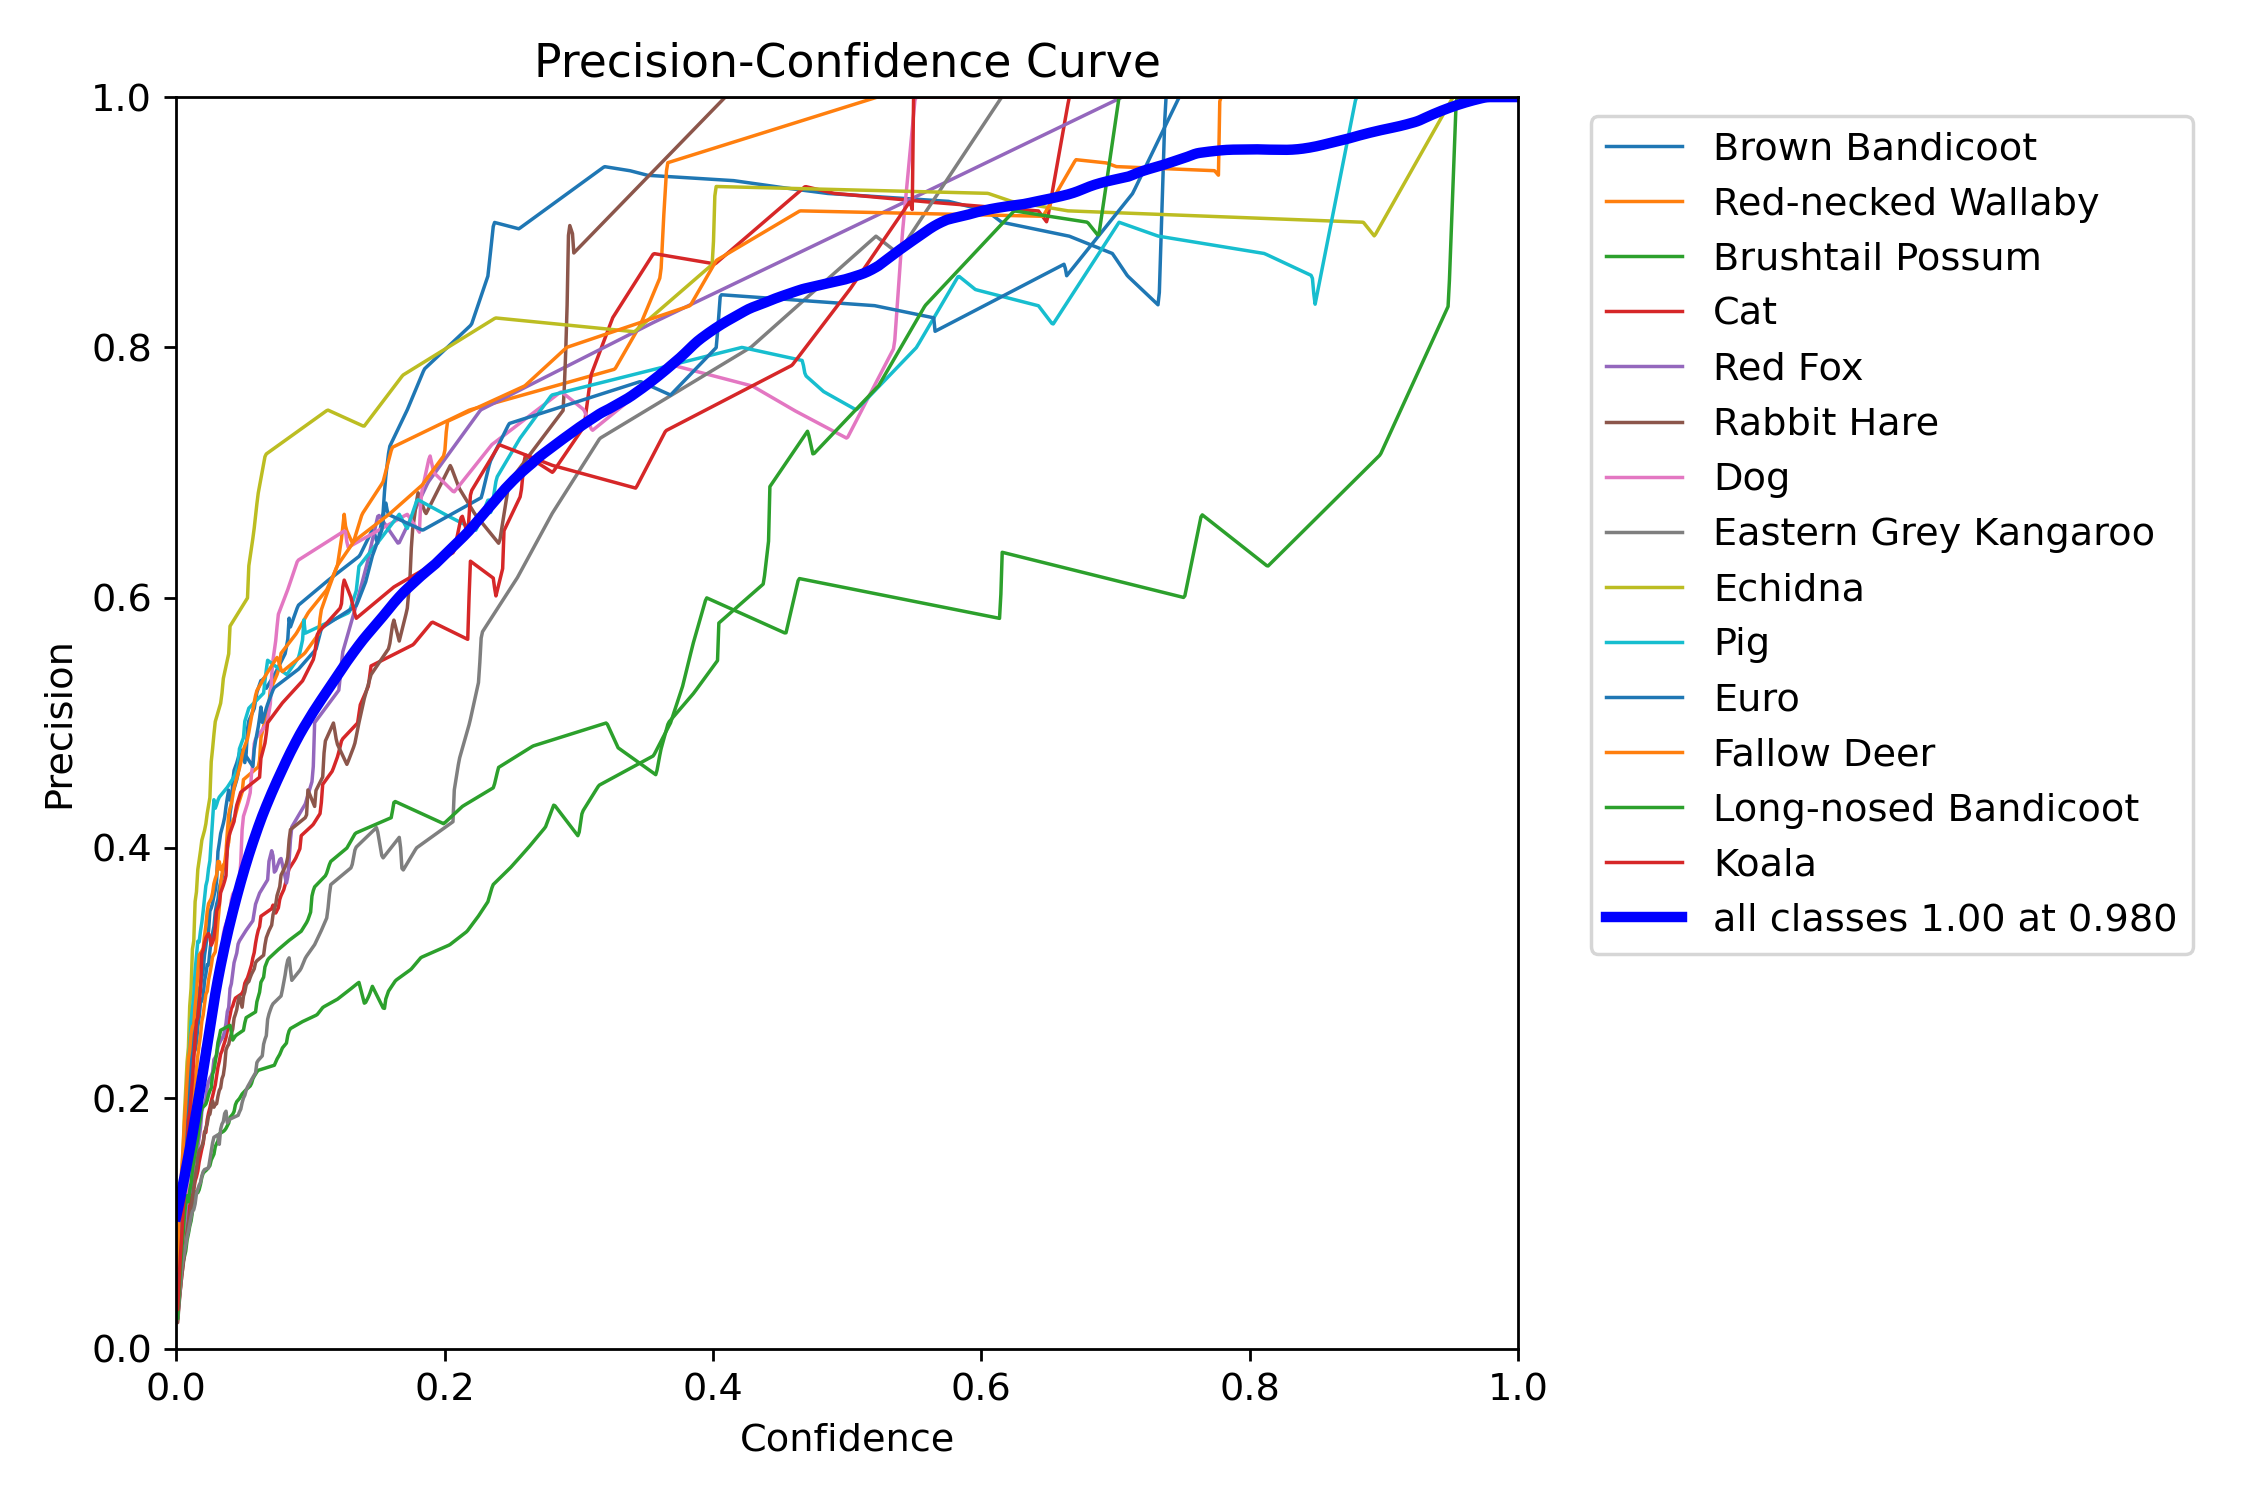 Precision-Confidence Curve
1.0
0.8
0.6
0.4
0.2
0.0
Precision
0.0 0.2 0.4 0.6 0.8 1.0
Confidence
Brown Bandicoot
Red-necked Wallaby
Brushtail Possum
Cat
Red Fox
Rabbit Hare
Dog
Eastern Grey Kangaroo
Echidna
Pig
Euro
Fallow Deer
Long-nosed Bandicoot
Koala
all classes 1.00 at 0.980